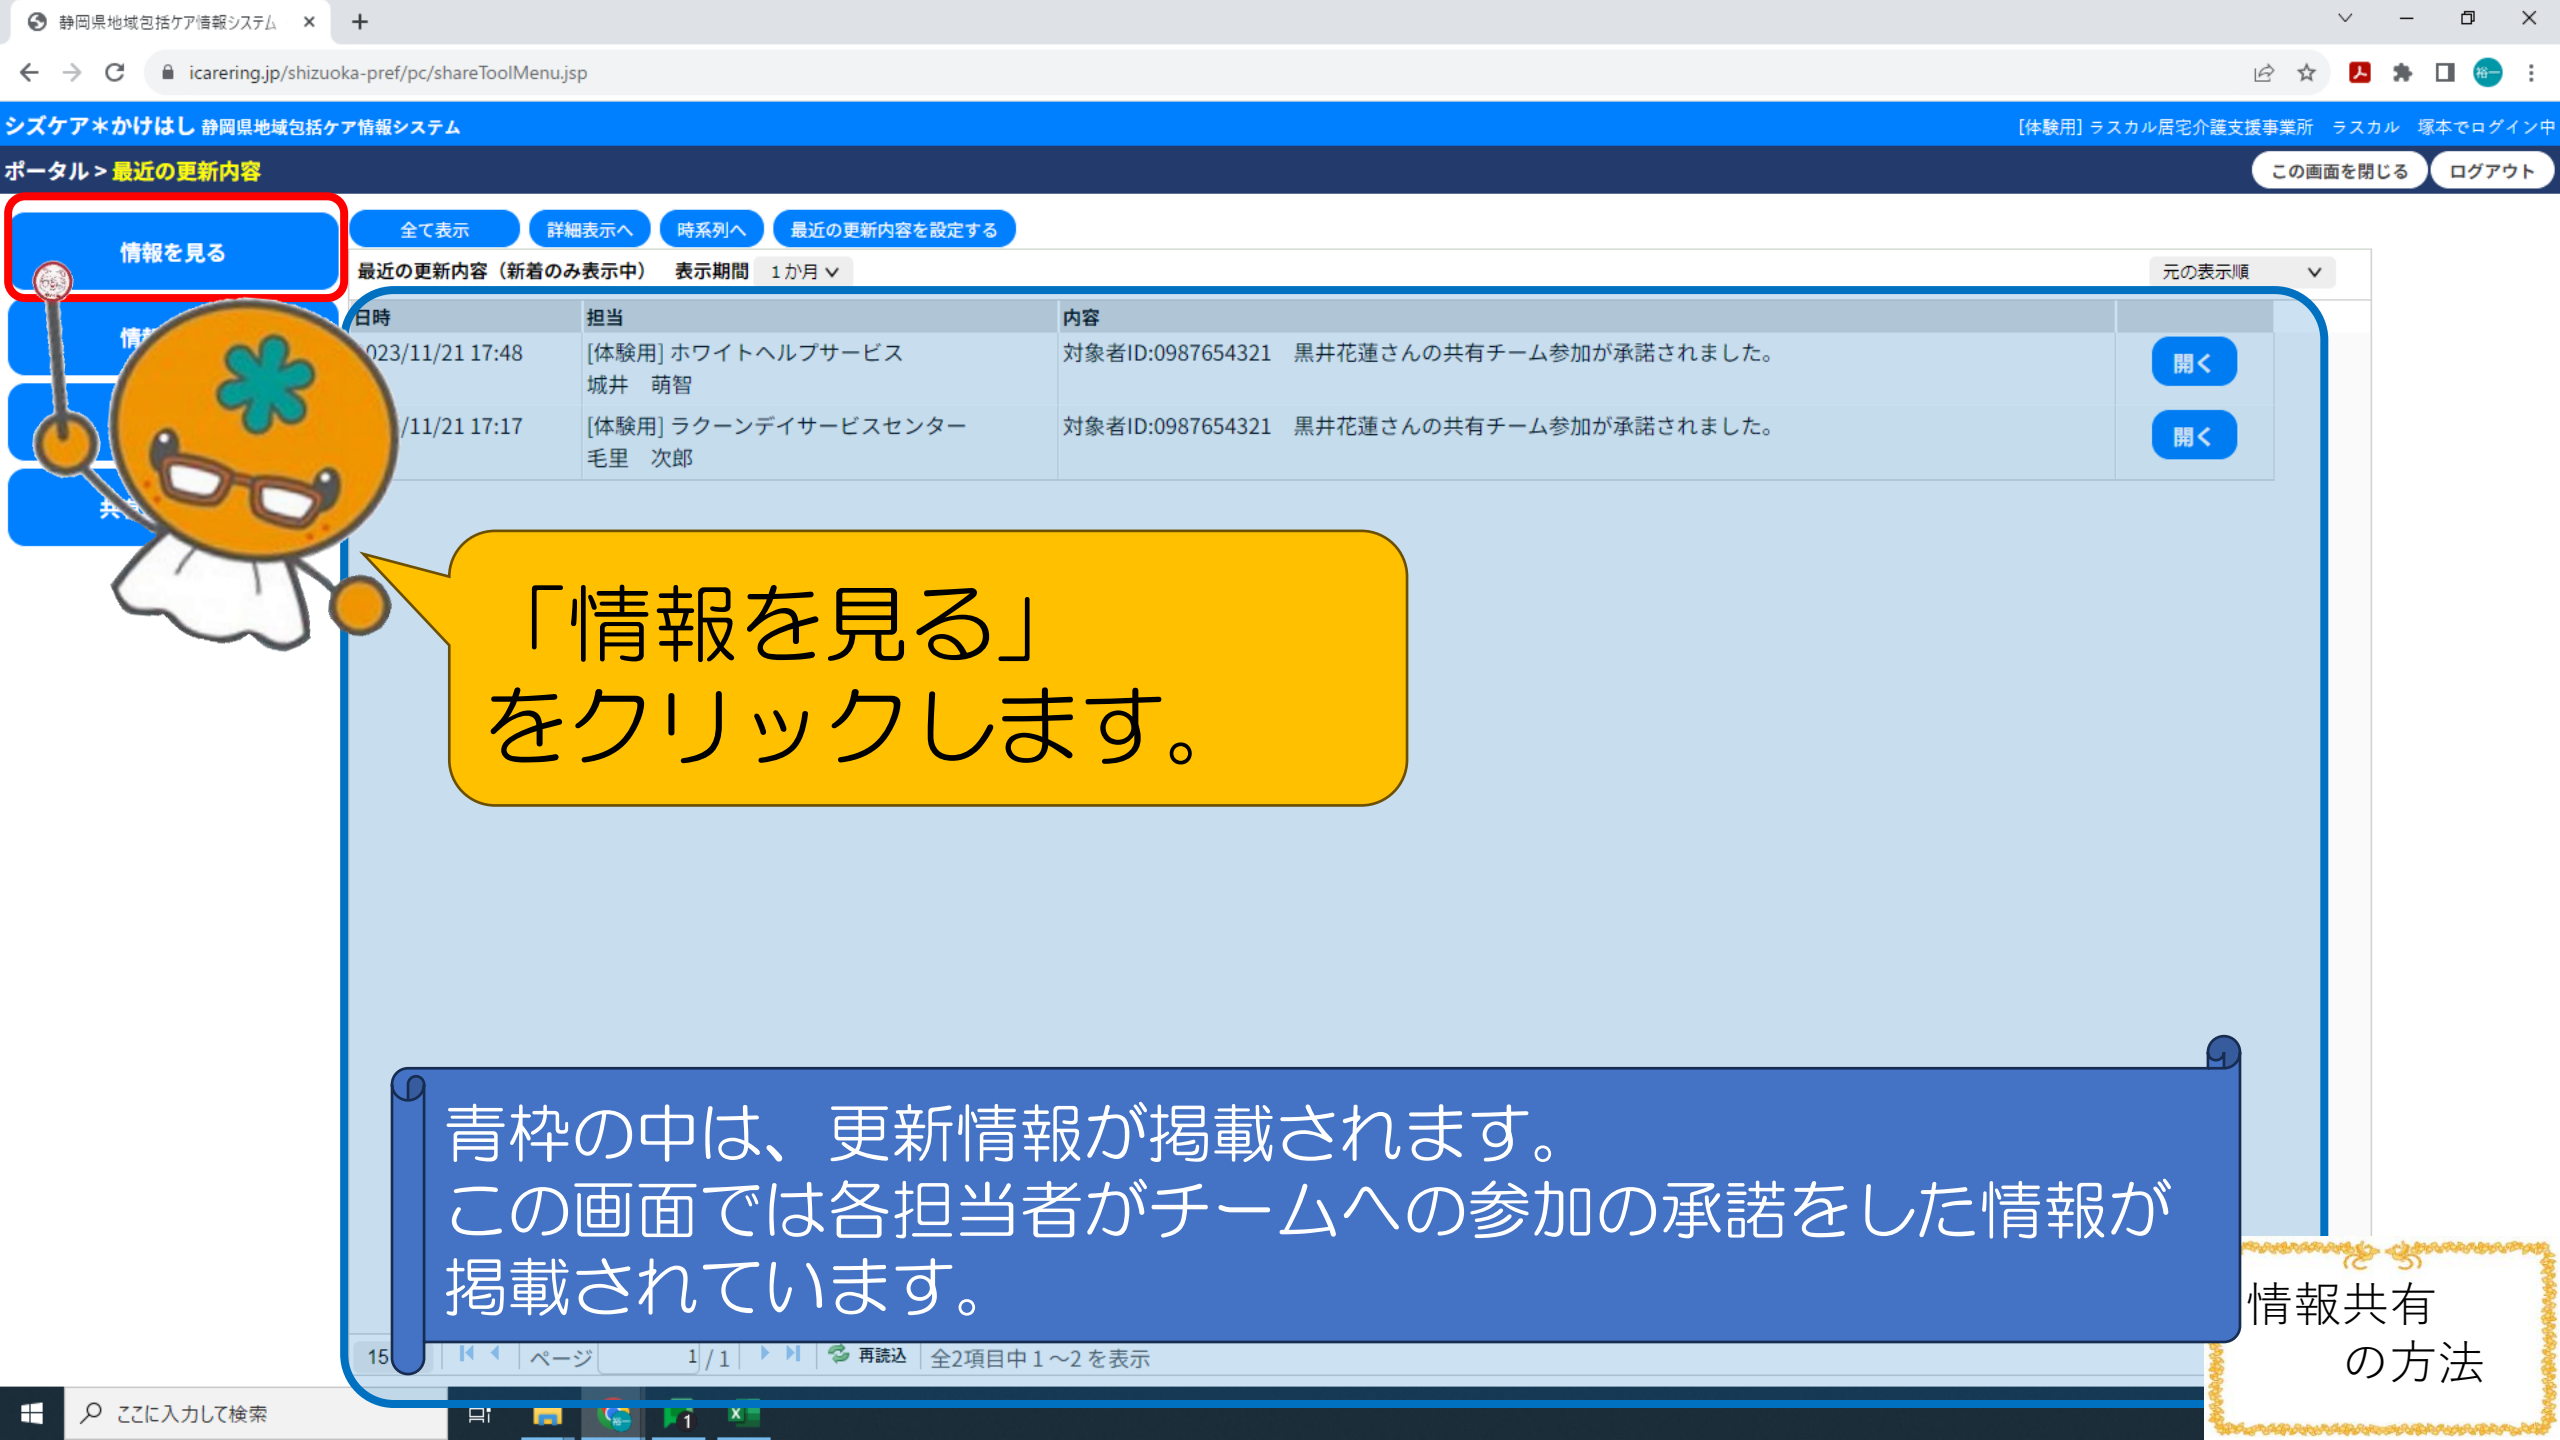 静岡県地域包括ケア情報システム
icarering.jp/shizuoka-pref/pc/shareToolMenu.jsp
裕一
シズケア＊かけはし 静岡県地域包括ケア情報システム
[体験用] ラスカル居宅介護支援事業所　ラスカル　塚本でログイン中
ポータル > 最近の更新内容
この画面を閉じる
ログアウト
情報を見る
全て表示
詳細表示へ
時系列へ
最近の更新内容を設定する
最近の更新内容（新着のみ表示中）　表示期間 1か月
元の表示順
日時 担当 内容
023/11/21 17:48 [体験用] ホワイトヘルプサービス 対象者ID:0987654321　黒井花蓮さんの共有チーム参加が承諾されました。 開く
城井　萌智
/11/21 17:17 [体験用] ラクーンデイサービスセンター 対象者ID:0987654321　黒井花蓮さんの共有チーム参加が承諾されました。 開く
毛里　次郎
「情報を見る」
をクリックします。
青枠の中は、更新情報が掲載されます。
この画面では各担当者がチームへの参加の承諾をした情報が
掲載されています。
情報共有
の方法
15 ページ 1 / 1 再読込 全2項目中 1 ～2 を表示
ここに入力して検索